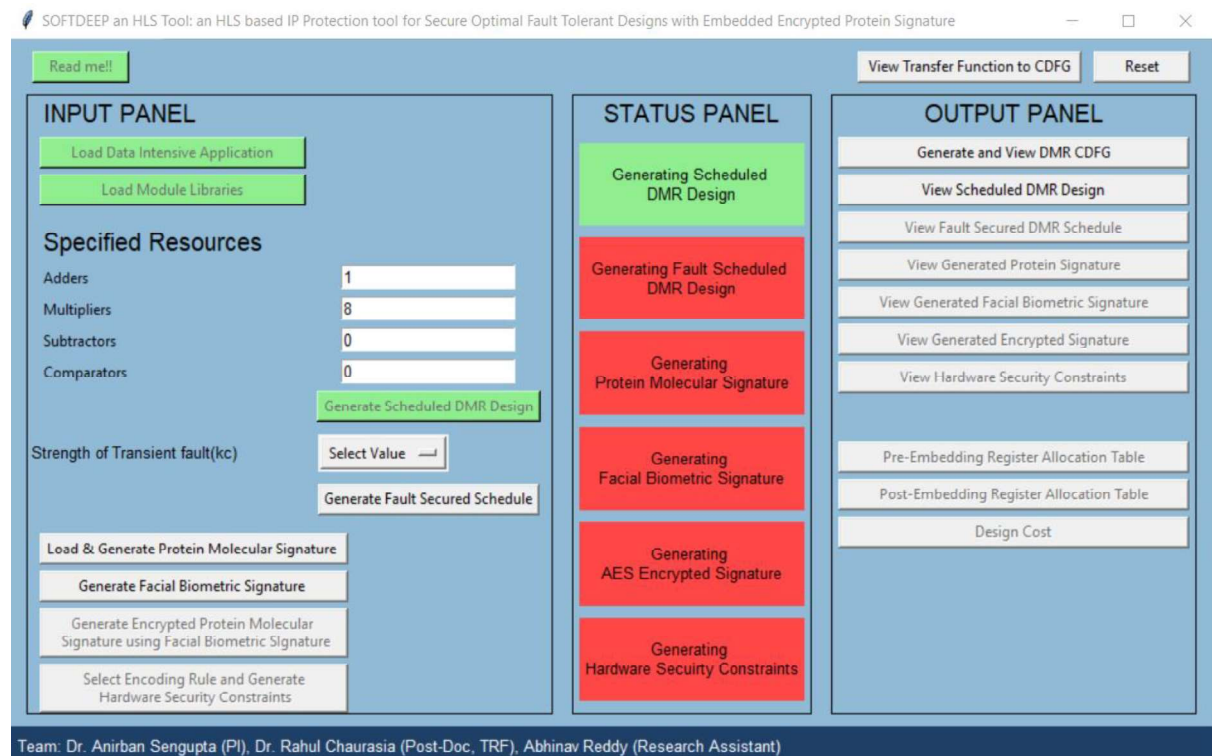 SOFTDEEP an HLS Tool: an HLS based IP Protection tool for Secure Optimal Fault Tolerant Designs with Embedded Encrypted Protein Signature
Read me!!
View Transfer Function to CDFG
Reset
INPUT PANEL
Load Data Intensive Application
Load Module Libraries
Specified Resources
Adders
1
Multipliers
8
Subtractors
0
Comparators
0
Generate Scheduled DMR Design
Strength of Transient fault(kc)
Select Value
Generate Fault Secured Schedule
Load & Generate Protein Molecular Signature
Generate Facial Biometric Signature
Generate Encrypted Protein Molecular
Signature using Facial Biometric SIgnature
Select Encoding Rule and Generate
Hardware Security Constraints
STATUS PANEL
Generating Scheduled
DMR Design
Generating Fault Scheduled
DMR Design
Generating
Protein Molecular Signature
Generating
Facial Biometric Signature
Generating
AES Encrypted Signature
Generating
Hardware Secuirty Constraints
OUTPUT PANEL
Generate and View DMR CDFG
View Scheduled DMR Design
View Fault Secured DMR Schedule
View Generated Protein Signature
View Generated Facial Biometric Signature
View Generated Encrypted Signature
View Hardware Security Constraints
Pre-Embedding Register Allocation Table
Post-Embedding Register Allocation Table
Design Cost
Team: Dr. Anirban Sengupta (PI), Dr. Rahul Chaurasia (Post-Doc, TRF), Abhinav Reddy (Research Assistant)